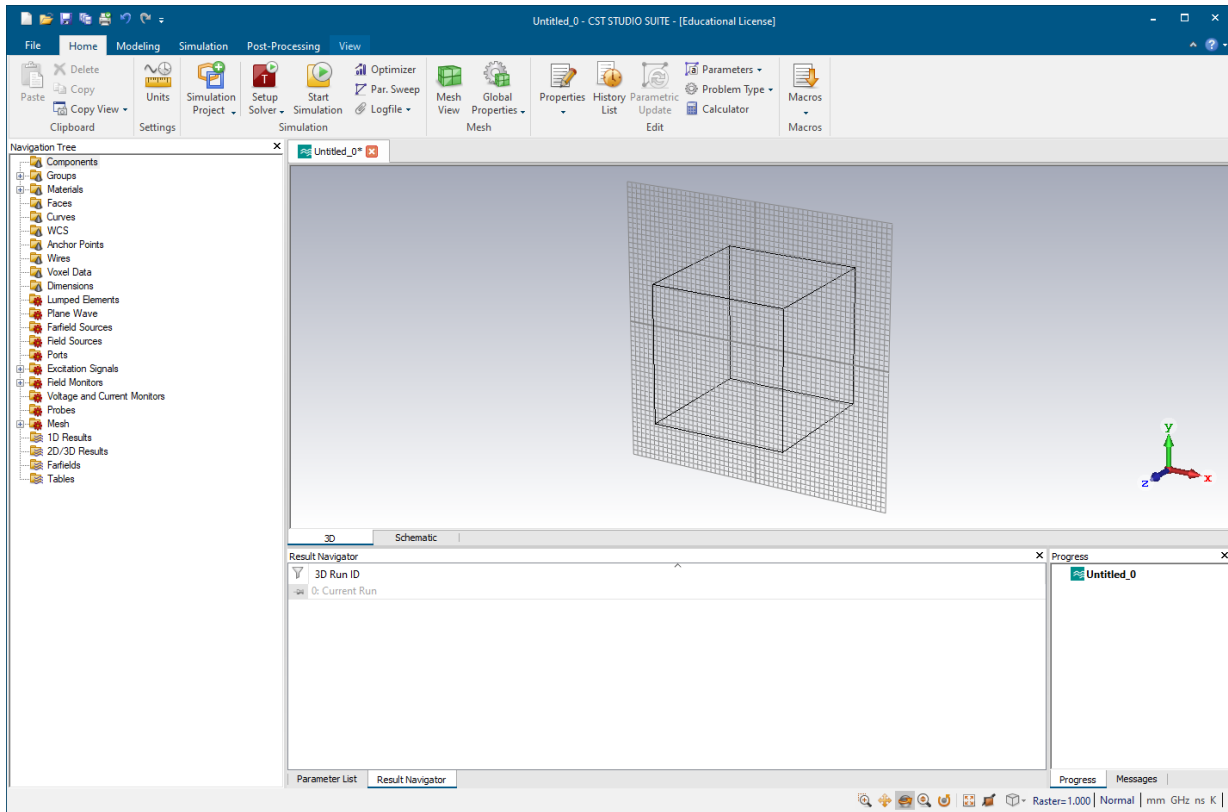 Untitled_0 - CST STUDIO SUITE - [Educational License]
File Home Modeling Simulation Post-Processing View
Paste
Delete
Copy
Copy View
Clipboard
Units
Settings
Simulation Project
Setup Solver
Start Simulation
Optimizer
Par. Sweep
Logfile
Simulation
Mesh View
Global Properties
Mesh
Properties
History List
Parametric Update
Parameters
Problem Type
Calculator
Edit
Macros
Macros
Navigation Tree
Components
Groups
Materials
Faces
Curves
WCS
Anchor Points
Wires
Voxel Data
Dimensions
Lumped Elements
Plane Wave
Farfield Sources
Field Sources
Ports
Excitation Signals
Field Monitors
Voltage and Current Monitors
Probes
Mesh
1D Results
2D/3D Results
Farfields
Tables
Untitled_0*
y
x
z
3D Schematic
Result Navigator
3D Run ID
0: Current Run
Parameter List Result Navigator
Progress
Untitled_0
Progress Messages
Raster=1.000 Normal mm GHz ns K